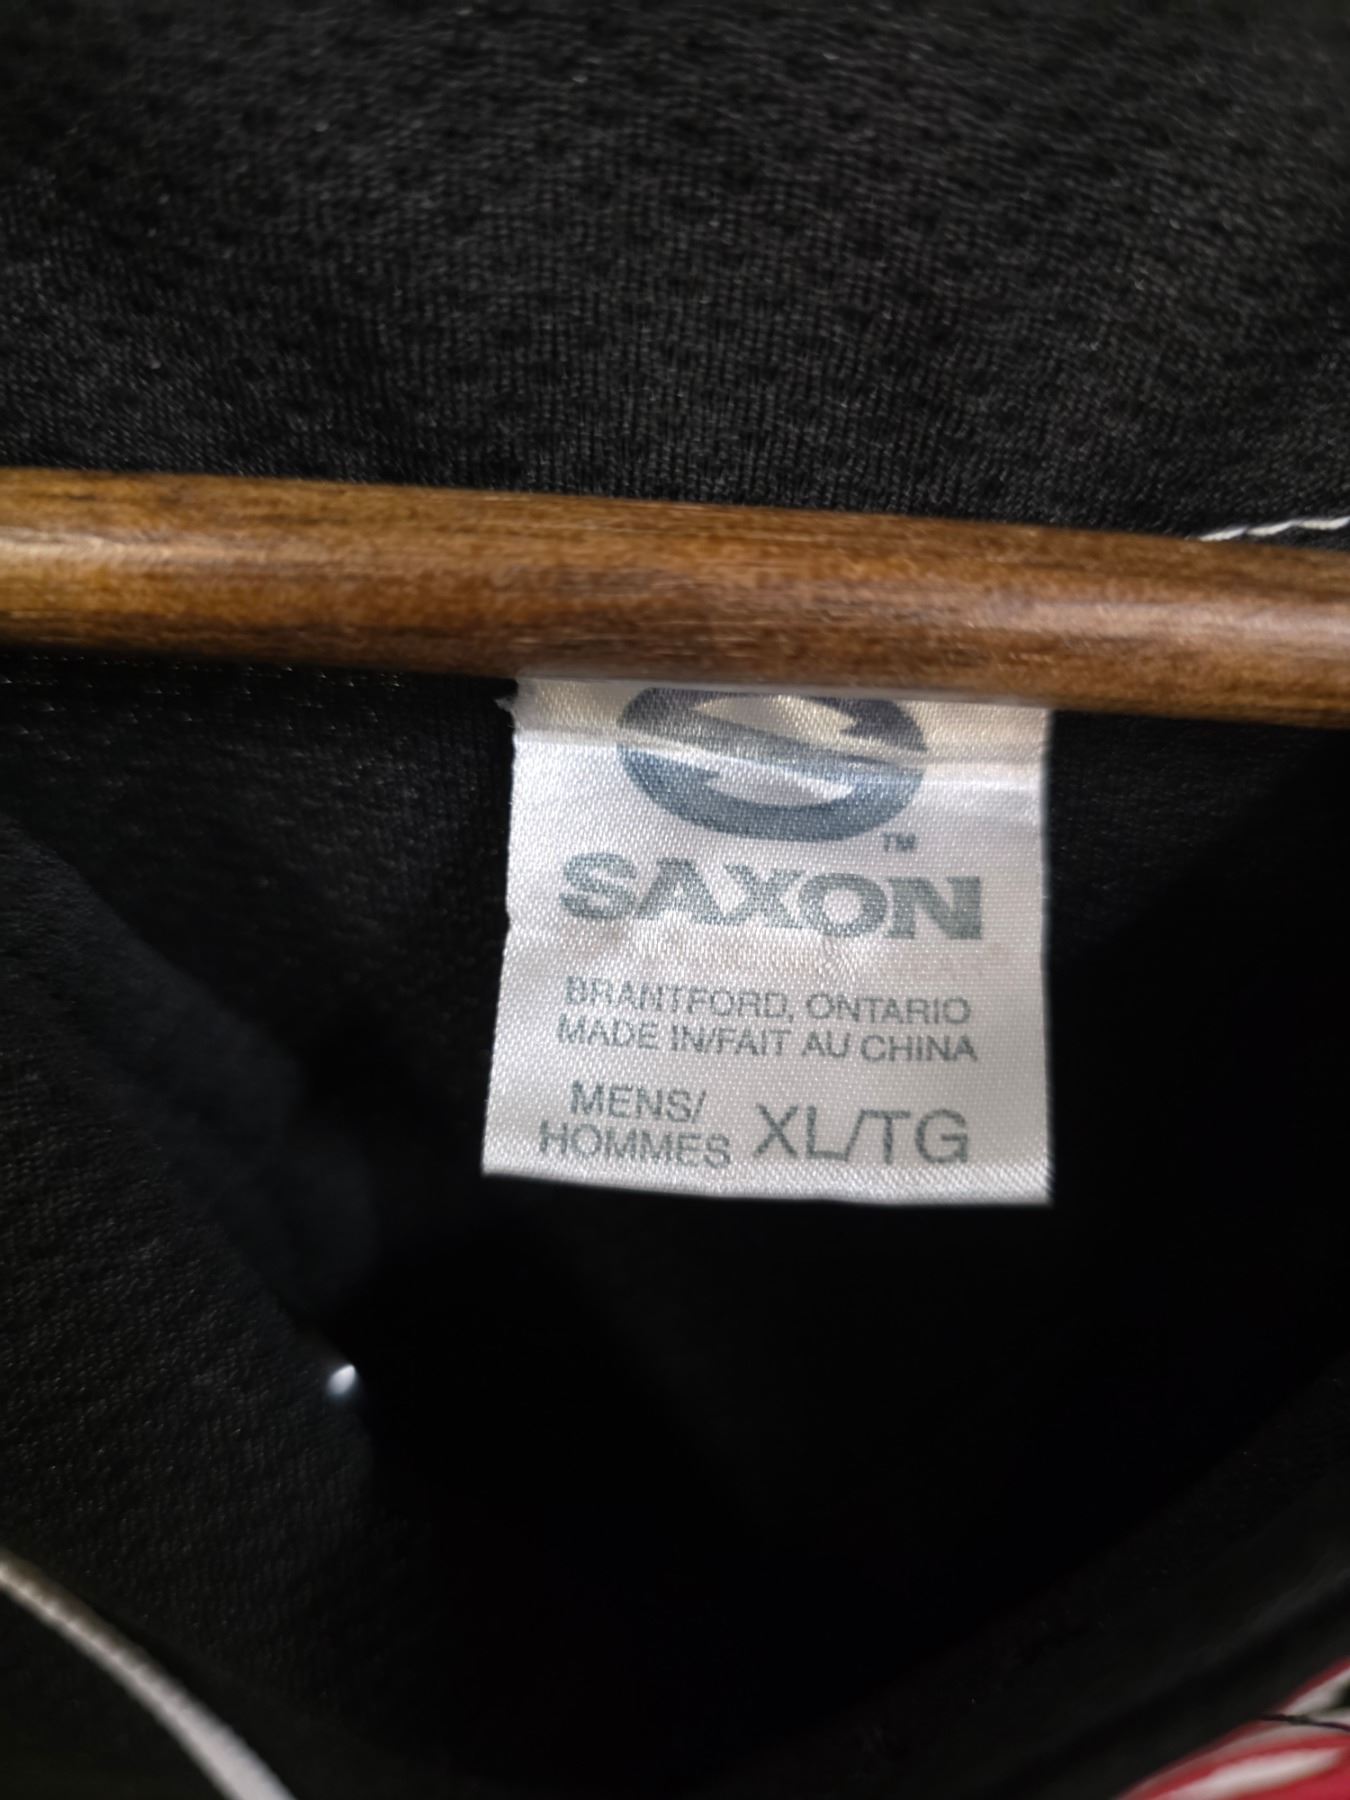 TM
SAXON
BRANTFORD, ONTARIO
MADE IN/FAIT AU CHINA
MENS/
HOMMES XL/TG